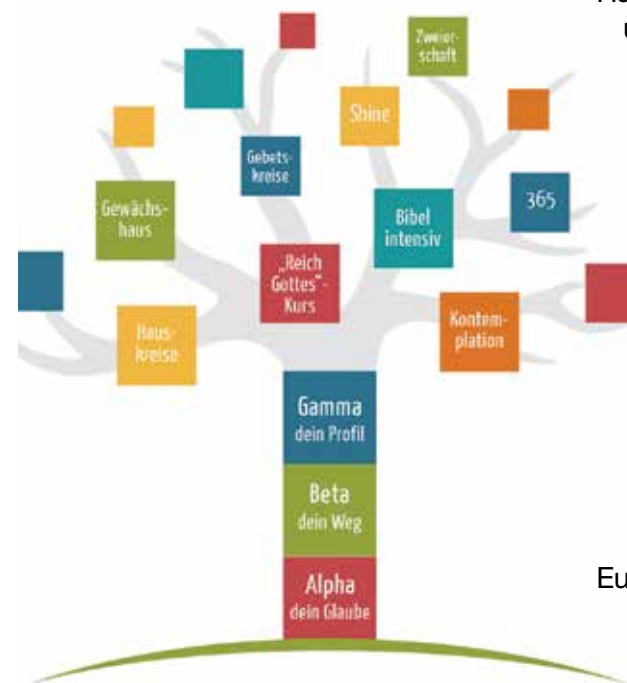 Zweier-
schaft
Shine
Gebets-
kreise
365
Gewächs-
haus
Bibel
intensiv
„Reich
Gottes“-
Kurs
Haus-
kreise
Kontem-
plation
Gamma
dein Profil
Beta
dein Weg
Alpha
dein Glaube
Eu